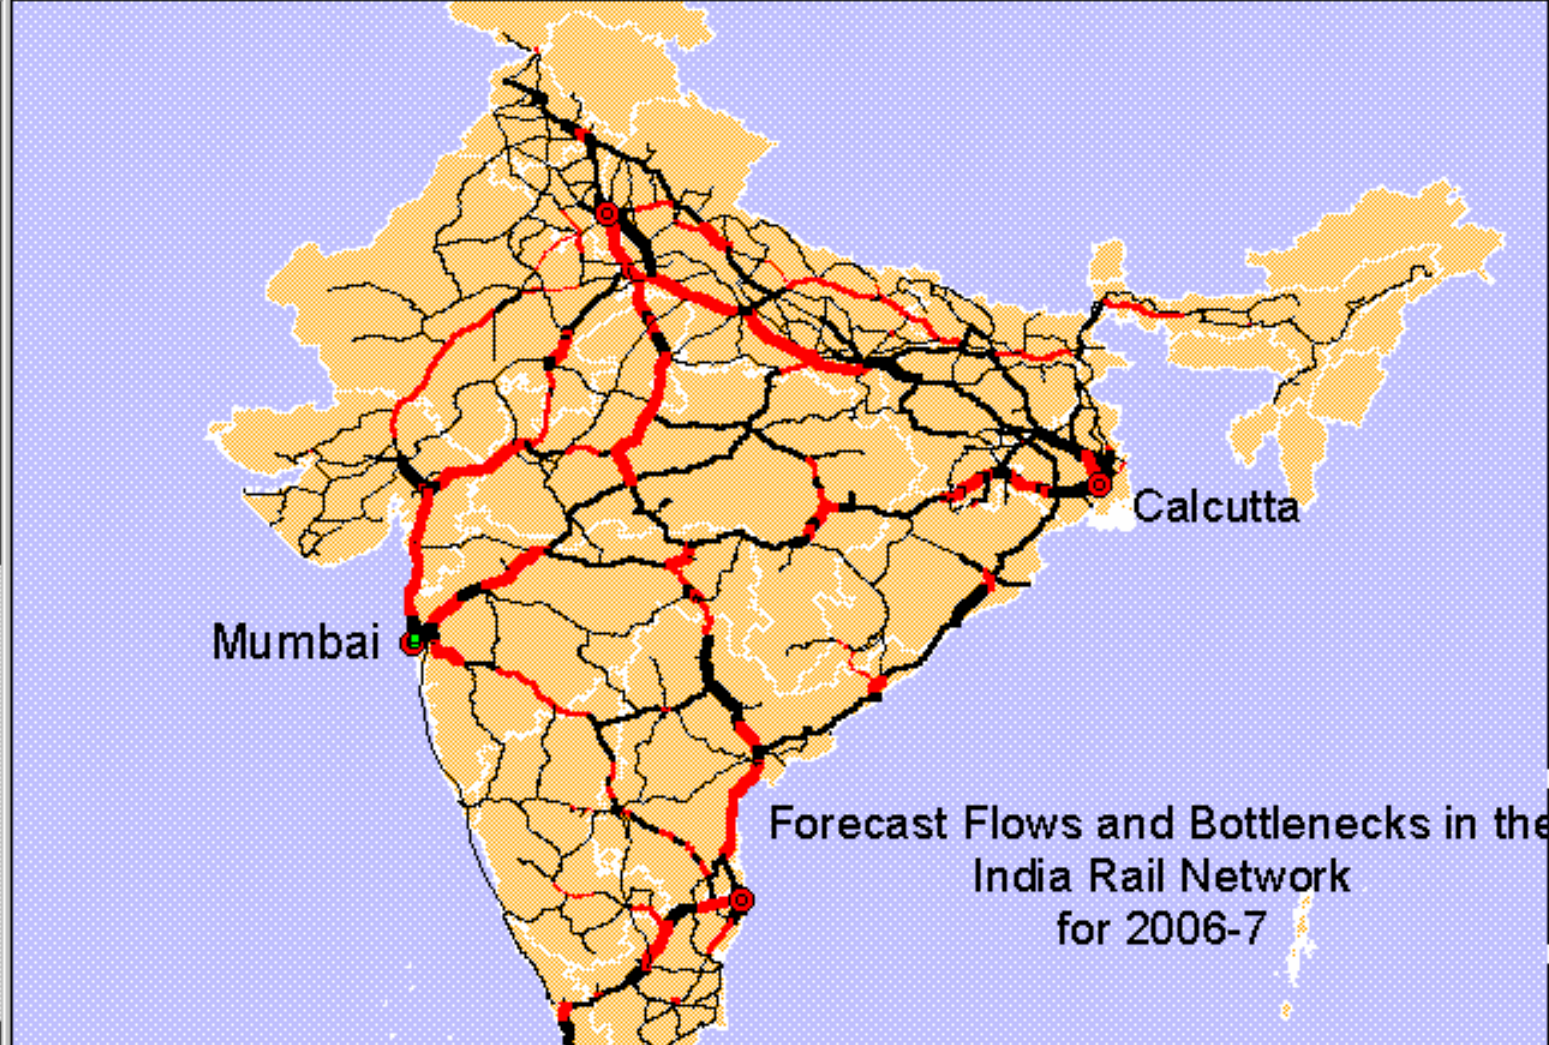 Calcutta
Mumbai
Forecast Flows and Bottlenecks in the
India Rail Network
for 2006-7